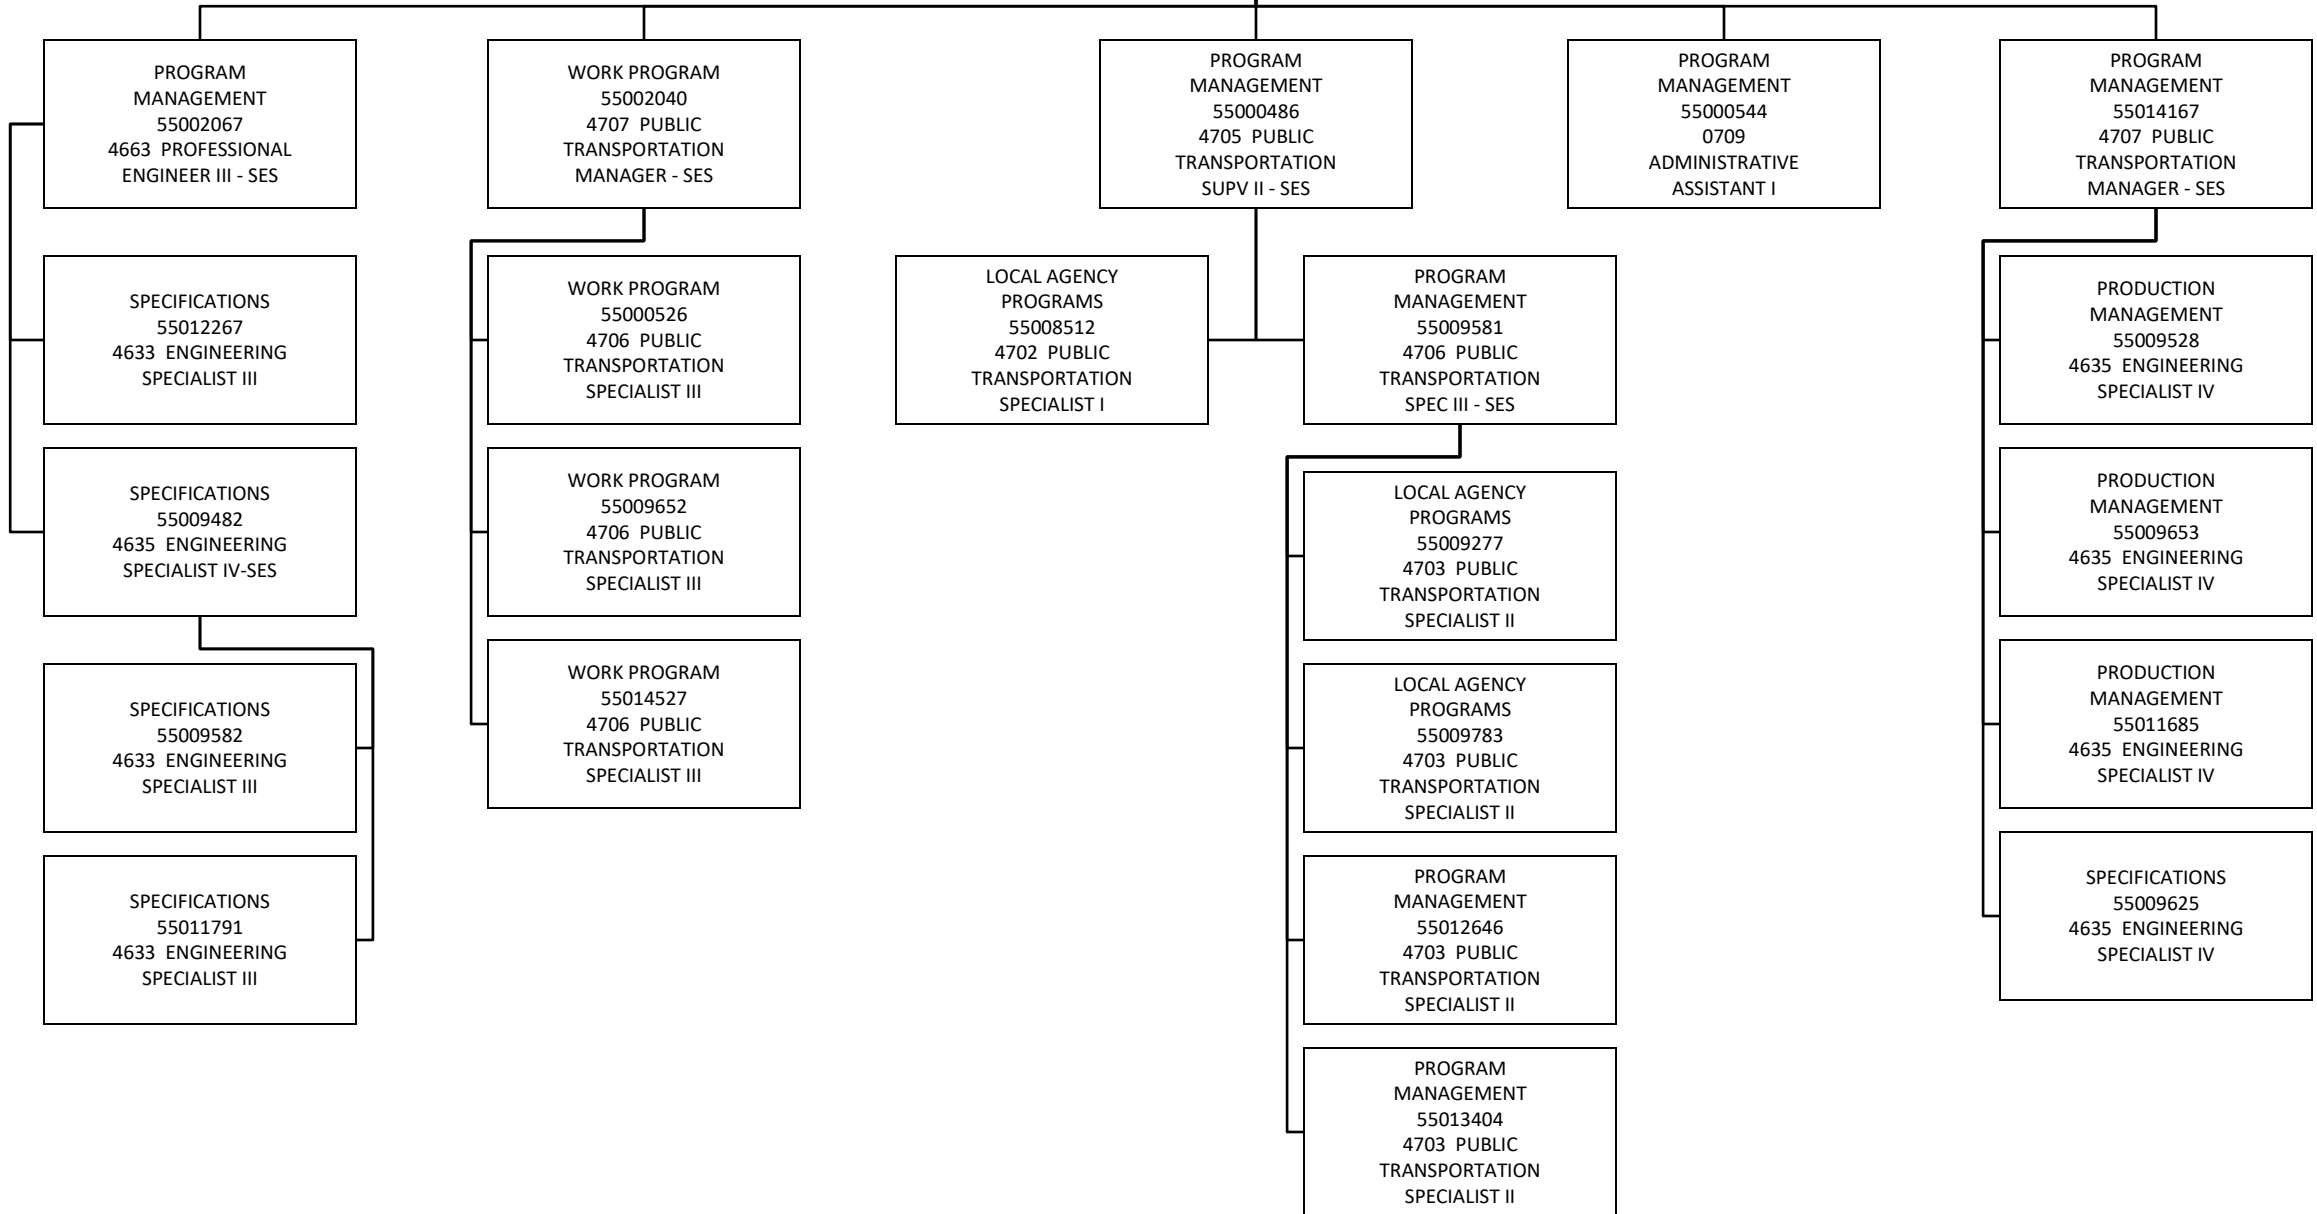 PROGRAM
MANAGEMENT
55002067
4663  PROFESSIONAL
ENGINEER III - SES
WORK PROGRAM
55002040
4707  PUBLIC
TRANSPORTATION
MANAGER - SES
PROGRAM
MANAGEMENT
55000486
4705  PUBLIC
TRANSPORTATION
SUPV II - SES
PROGRAM
MANAGEMENT
55000544
0709
ADMINISTRATIVE
ASSISTANT I
PROGRAM
MANAGEMENT
55014167
4707  PUBLIC
TRANSPORTATION
MANAGER - SES
SPECIFICATIONS
55012267
4633  ENGINEERING
SPECIALIST III
WORK PROGRAM
55000526
4706  PUBLIC
TRANSPORTATION
SPECIALIST III
LOCAL AGENCY
PROGRAMS
55008512
4702  PUBLIC
TRANSPORTATION
SPECIALIST I
PROGRAM
MANAGEMENT
55009581
4706  PUBLIC
TRANSPORTATION
SPEC III - SES
PRODUCTION
MANAGEMENT
55009528
4635  ENGINEERING
SPECIALIST IV
SPECIFICATIONS
55009482
4635  ENGINEERING
SPECIALIST IV-SES
WORK PROGRAM
55009652
4706  PUBLIC
TRANSPORTATION
SPECIALIST III
LOCAL AGENCY
PROGRAMS
55009277
4703  PUBLIC
TRANSPORTATION
SPECIALIST II
PRODUCTION
MANAGEMENT
55009653
4635  ENGINEERING
SPECIALIST IV
SPECIFICATIONS
55009582
4633  ENGINEERING
SPECIALIST III
WORK PROGRAM
55014527
4706  PUBLIC
TRANSPORTATION
SPECIALIST III
LOCAL AGENCY
PROGRAMS
55009783
4703  PUBLIC
TRANSPORTATION
SPECIALIST II
PRODUCTION
MANAGEMENT
55011685
4635  ENGINEERING
SPECIALIST IV
SPECIFICATIONS
55011791
4633  ENGINEERING
SPECIALIST III
PROGRAM
MANAGEMENT
55012646
4703  PUBLIC
TRANSPORTATION
SPECIALIST II
SPECIFICATIONS
55009625
4635  ENGINEERING
SPECIALIST IV
PROGRAM
MANAGEMENT
55013404
4703  PUBLIC
TRANSPORTATION
SPECIALIST II